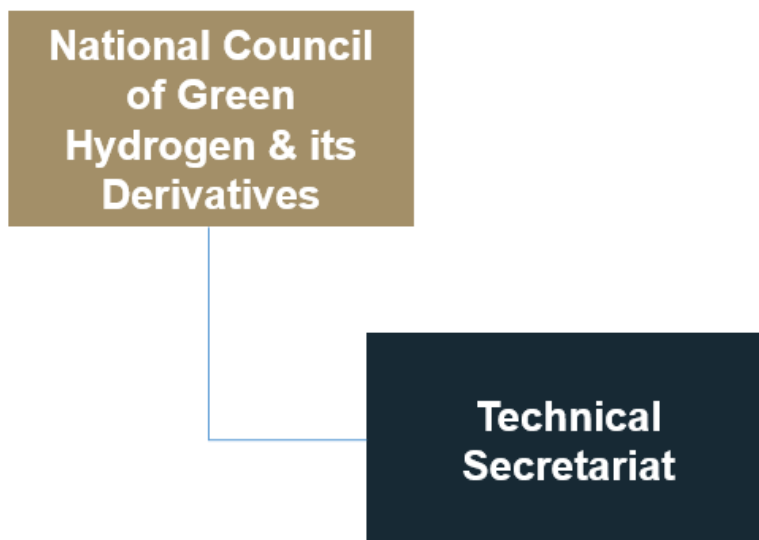 National Council
of Green
Hydrogen & its
Derivatives
Technical
Secretariat